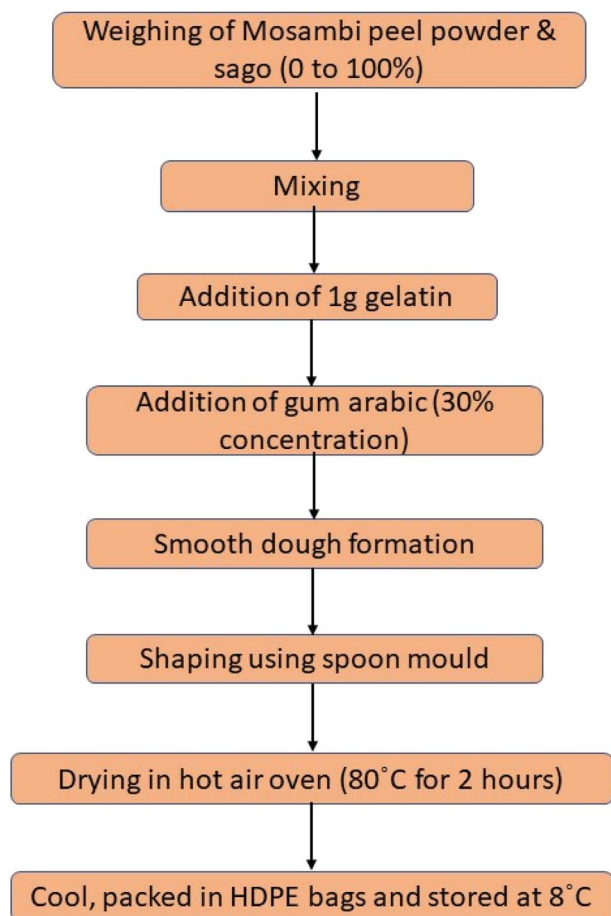 Weighing of Mosambi peel powder &
sago (0 to 100%)
Mixing
Addition of 1g gelatin
Addition of gum arabic (30%
concentration)
Smooth dough formation
Shaping using spoon mould
Drying in hot air oven (80˚C for 2 hours)
Cool, packed in HDPE bags and stored at 8˚C